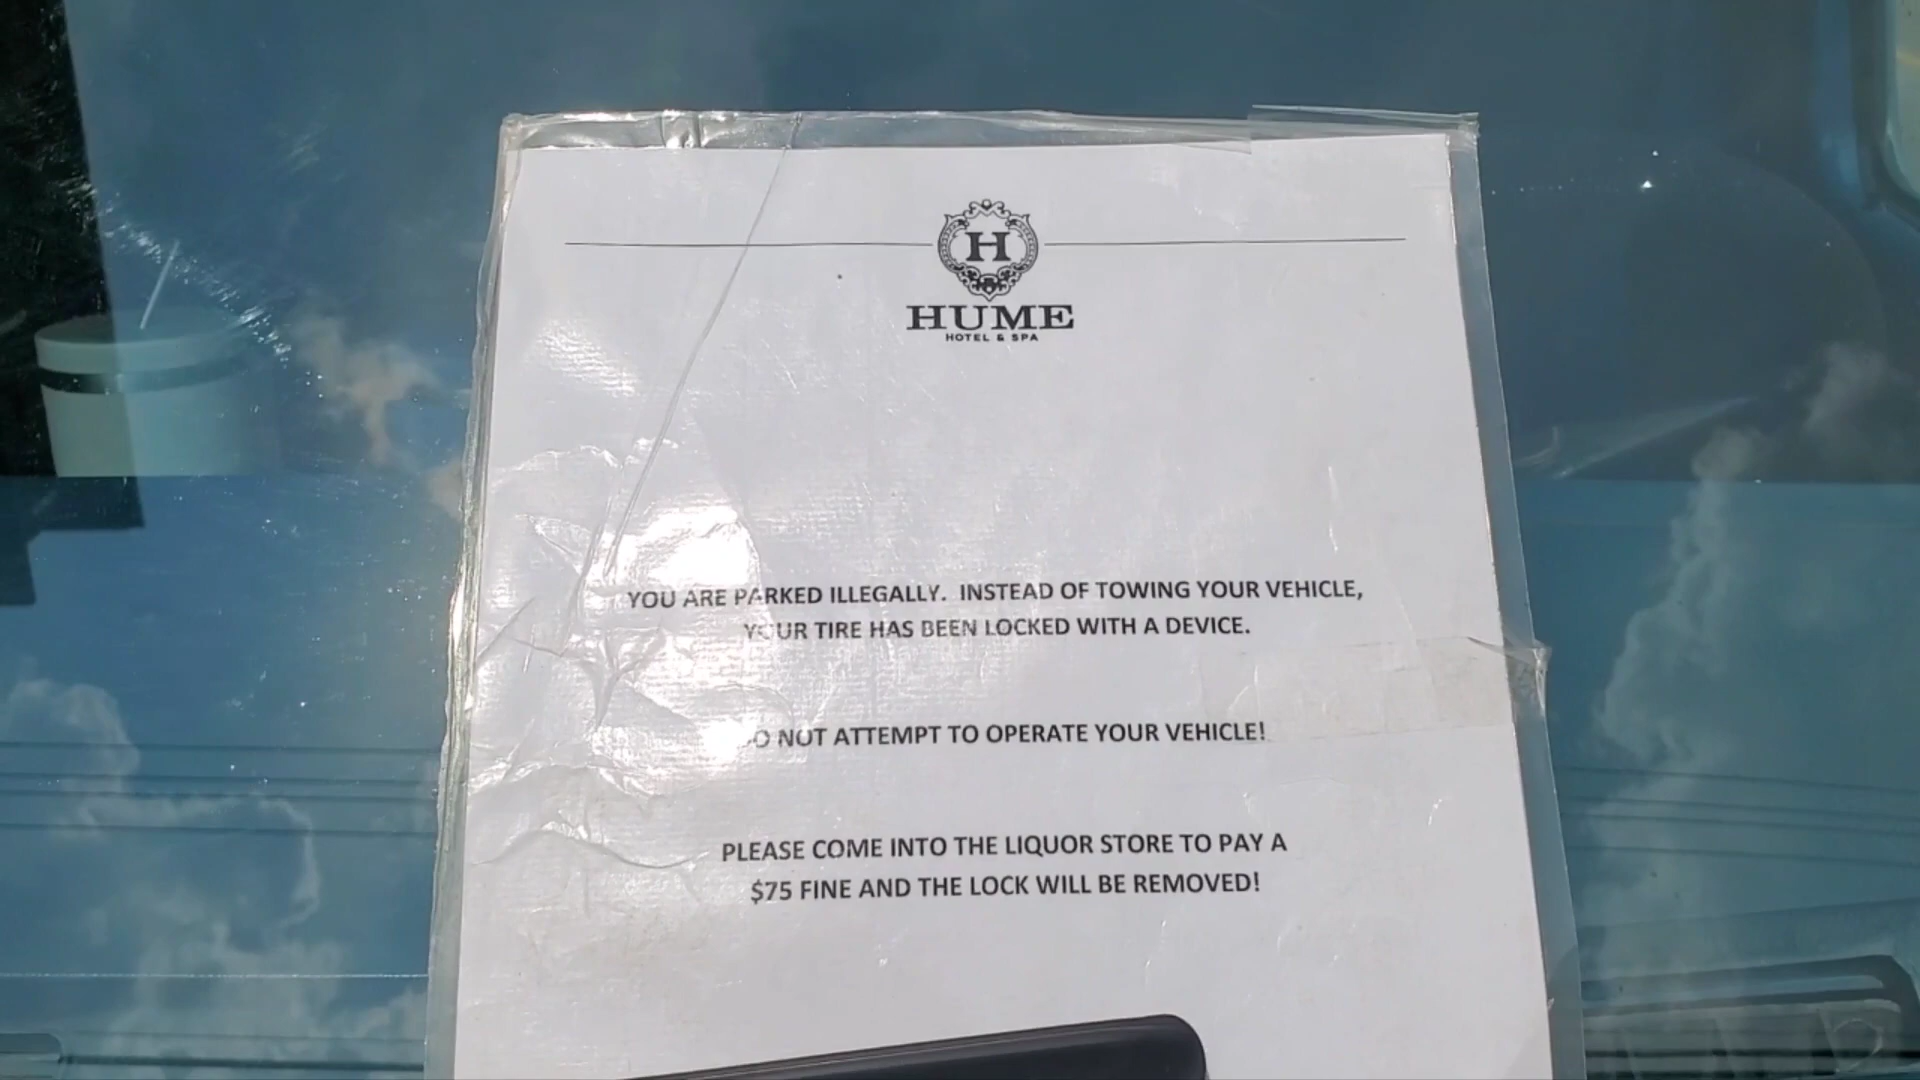 H
HUME
HOTEL & SPA
YOU ARE PARKED ILLEGALLY. INSTEAD OF TOWING YOUR VEHICLE,
YOUR TIRE HAS BEEN LOCKED WITH A DEVICE.
DO NOT ATTEMPT TO OPERATE YOUR VEHICLE!
PLEASE COME INTO THE LIQUOR STORE TO PAY A
$75 FINE AND THE LOCK WILL BE REMOVED!